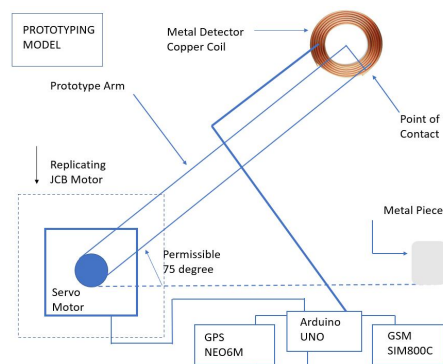 PROTOTYPING
MODEL
Metal Detector
Copper Coil
Prototype Arm
Point of
Contact
Replicating
JCB Motor
Metal Piece
Permissible
75 degree
Servo
Motor
Arduino
UNO
GPS
NEO6M
GSM
SIM800C